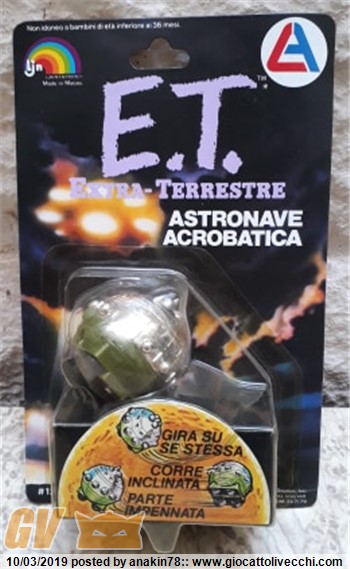 Non idoneo a bambini di età inferiore ai 36 mesi.
Ljn
Made in Macau
E.T.
TM
EXTRA-TERRESTRE
ASTRONAVE
ACROBATICA
GIRA SU
SE STESSA
CORRE
INCLINATA
PARTE
IMPENNATA
GV
10/03/2019 posted by anakin78:: www.giocattolivecchi.com